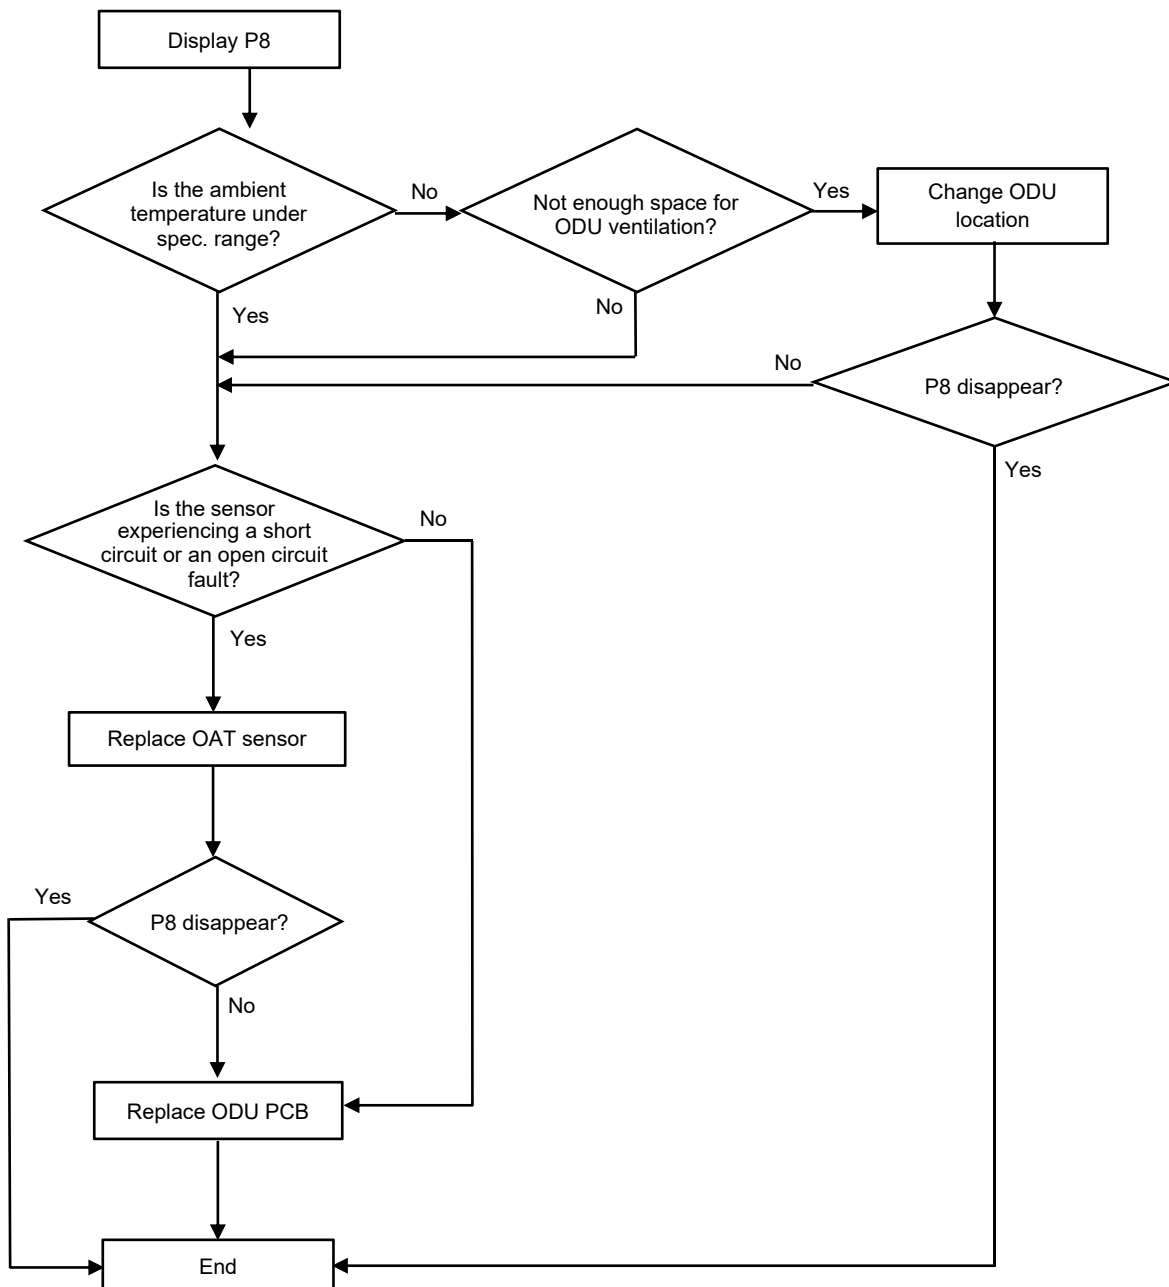 Display P8
Is the ambient
temperature under
spec. range?
No
Not enough space for
ODU ventilation?
Yes
Change ODU
location
Yes
No
No
P8 disappear?
Yes
Is the sensor
experiencing a short
circuit or an open circuit
fault?
No
Yes
Replace OAT sensor
Yes
P8 disappear?
No
Replace ODU PCB
End